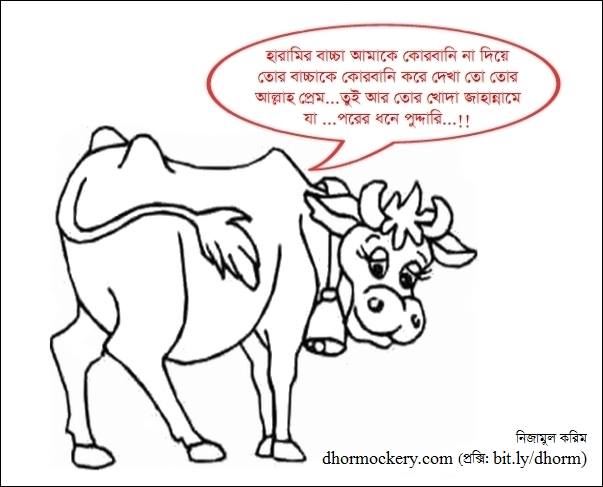 হারামির বাচ্চা আমাকে কোরবানি না দিয়ে
তোর বাচ্চাকে কোরবানি করে দেখা তো তোর
আল্লাহ প্রেম...তুই আর তোর খোদা জাহান্নামে
যা ...পরের ধনে পুদ্দারি...!!
নিজামুল করিম
dhormockery.com (প্রক্সি: bit.ly/dhorm)